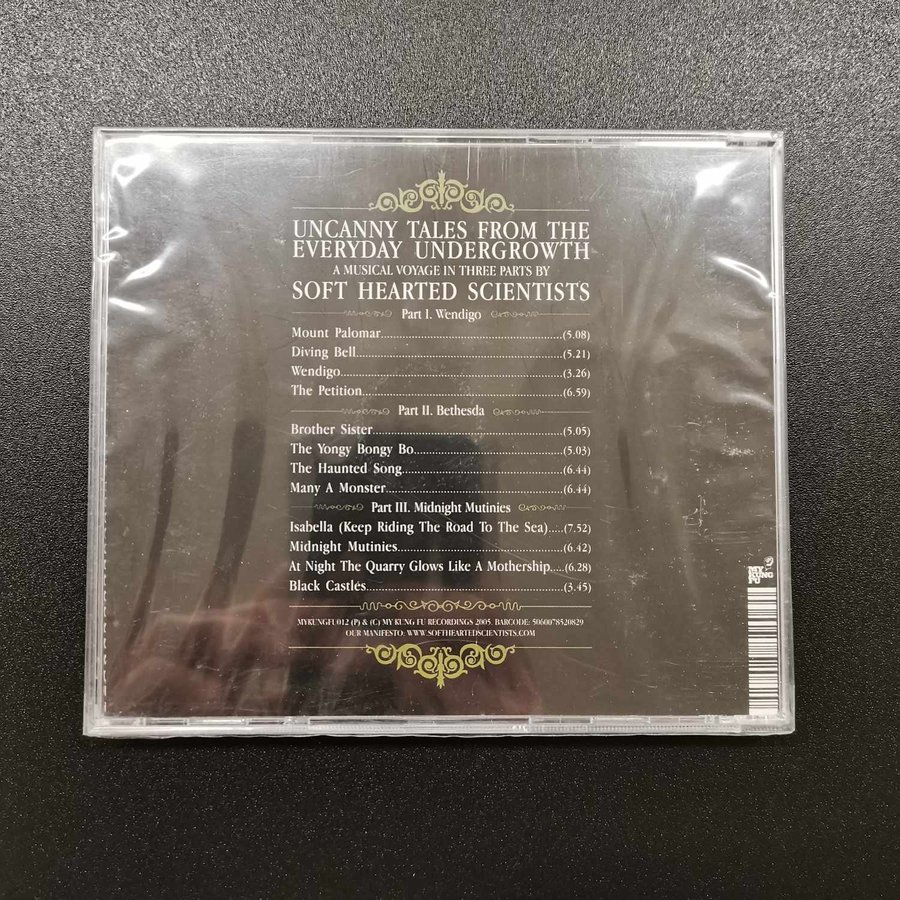 UNCANNY TALES FROM THE
EVERYDAY UNDERGROWTH
A MUSICAL VOYAGE IN THREE PARTS BY
SOFT HEARTED SCIENTISTS
Part I. Wendigo
Mount Palomar.....(5.08)
Diving Bell.....(5.21)
Wendigo.....(3.26)
The Petition.....(6.59)
Part II. Bethesda
Brother Sister.....(5.05)
The Yongy Bongy Bo.....(5.03)
The Haunted Song.....(6.44)
Many A Monster.....(6.44)
Part III. Midnight Mutinies
Isabella (Keep Riding The Road To The Sea).....(7.52)
Midnight Mutinies.....(6.42)
At Night The Quarry Glows Like A Mothership.....(6.28)
Black Castles.....(3.45)
MYKUNGFU012 (P) & (C) MY KUNG FU RECORDINGS 2005. BARCODE: 5060078520829
OUR MANIFESTO: WWW.SOFTHEARTEDSCIENTISTS.COM
MY
KUNG
FU